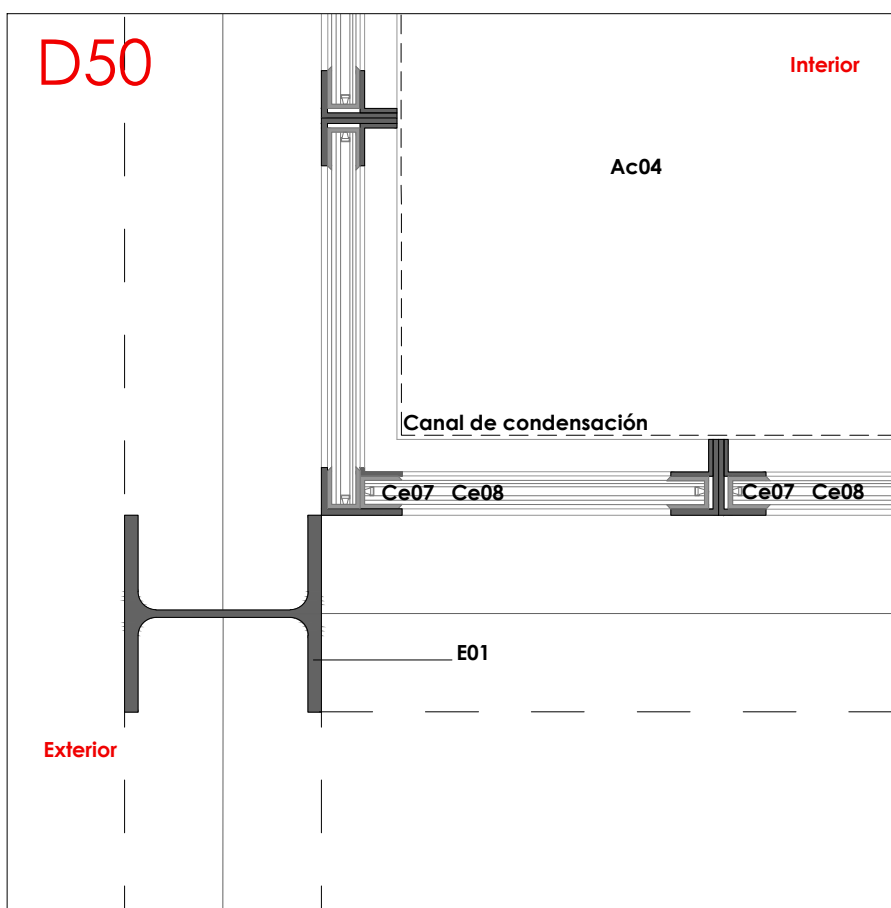 D50
Interior
Ac04
Canal de condensación
Ce07 Ce08
Ce07 Ce08
E01
Exterior